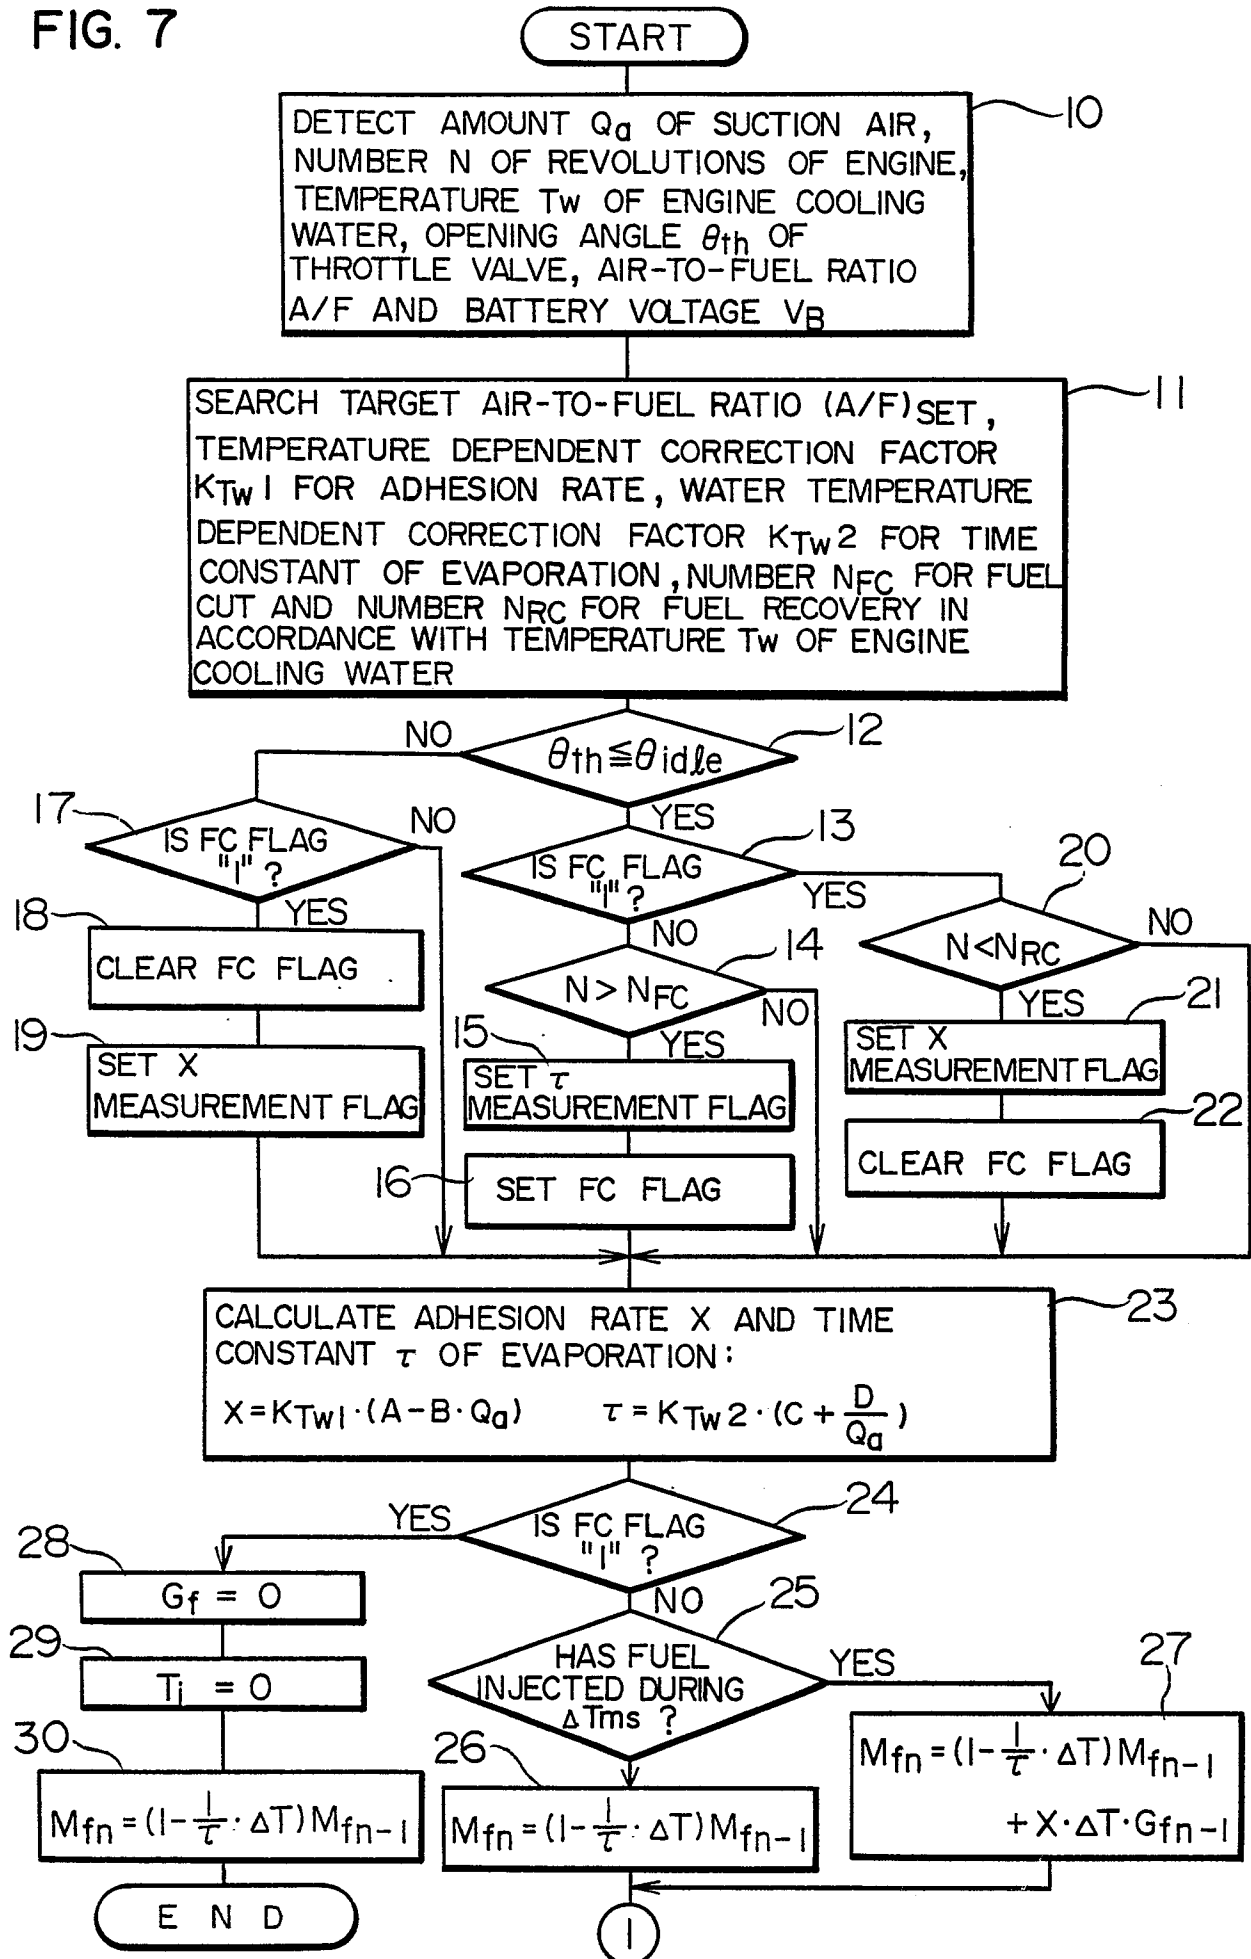 FIG. 7
START
10
DETECT AMOUNT Qa OF SUCTION AIR,
NUMBER N OF REVOLUTIONS OF ENGINE,
TEMPERATURE Tw OF ENGINE COOLING
WATER, OPENING ANGLE θth OF
THROTTLE VALVE, AIR-TO-FUEL RATIO
A/F AND BATTERY VOLTAGE VB
11
SEARCH TARGET AIR-TO-FUEL RATIO (A/F)SET,
TEMPERATURE DEPENDENT CORRECTION FACTOR
KTw1 FOR ADHESION RATE, WATER TEMPERATURE
DEPENDENT CORRECTION FACTOR KTw2 FOR TIME
CONSTANT OF EVAPORATION, NUMBER NFC FOR FUEL
CUT AND NUMBER NRC FOR FUEL RECOVERY IN
ACCORDANCE WITH TEMPERATURE Tw OF ENGINE
COOLING WATER
12
θth≦θidle
NO
YES
17
IS FC FLAG
"1" ?
NO
YES
18
CLEAR FC FLAG
19
SET X
MEASUREMENT FLAG
13
IS FC FLAG
"1" ?
YES
NO
14
N > NFC
NO
YES
15
SET τ
MEASUREMENT FLAG
16
SET FC FLAG
20
N<NRC
NO
YES
21
SET X
MEASUREMENT FLAG
22
CLEAR FC FLAG
23
CALCULATE ADHESION RATE X AND TIME
CONSTANT τ OF EVAPORATION:
X=KTW1·(A-B·Qa) τ=KTW2·(C+D/Qa)
24
IS FC FLAG
"1" ?
YES
NO
28
Gf = 0
29
Ti = 0
30
Mfn=(1-1/τ·ΔT)Mfn-1
END
25
HAS FUEL
INJECTED DURING
ΔTms ?
YES
26
Mfn=(1-1/τ·ΔT)Mfn-1
27
Mfn=(1-1/τ·ΔT)Mfn-1
+X·ΔT·Gfn-1
1